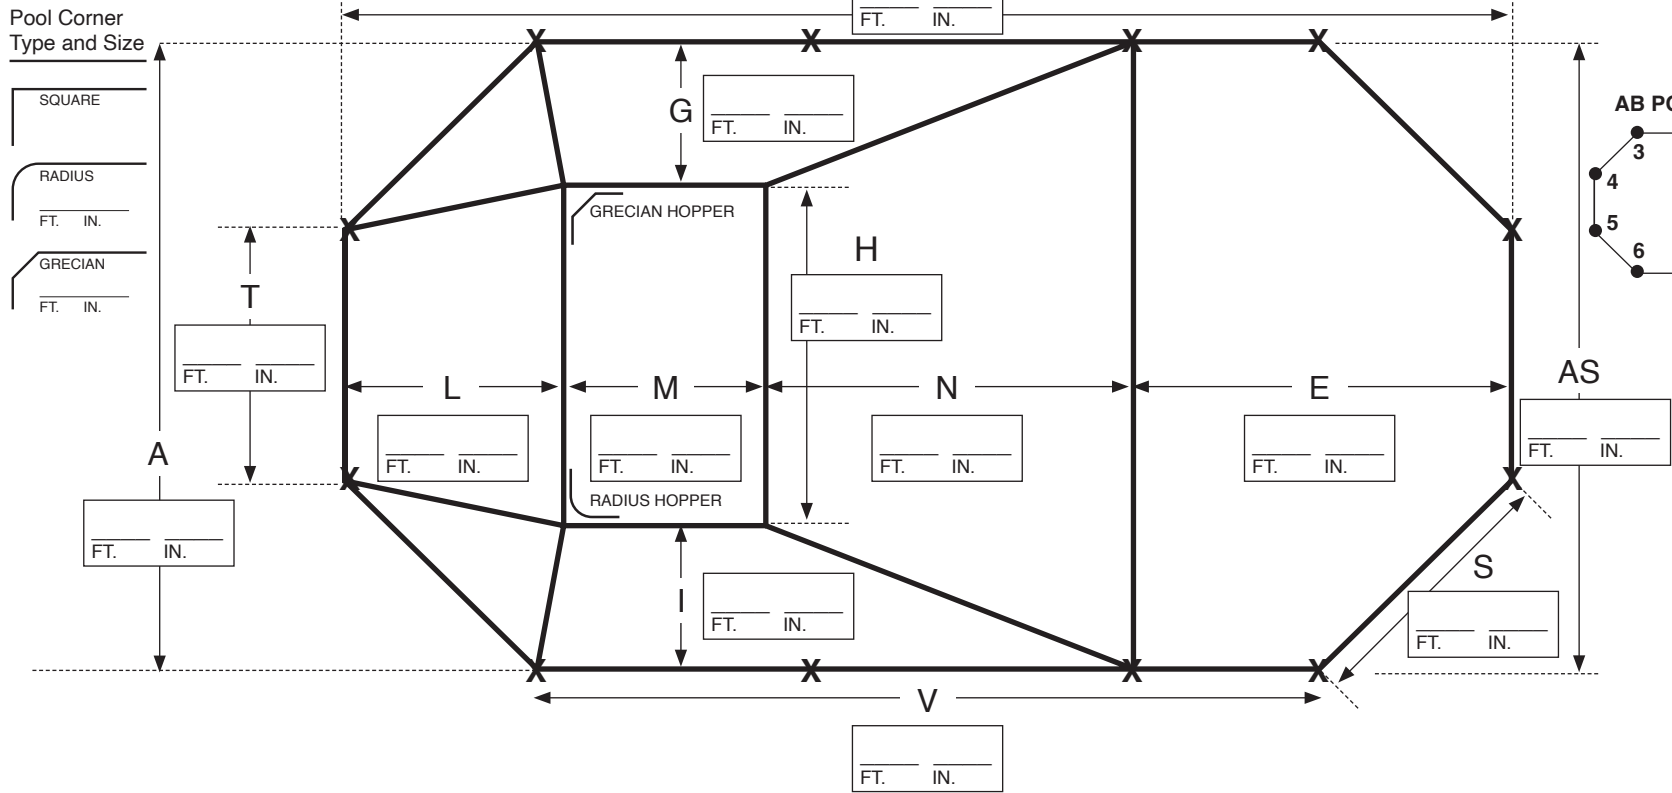 Pool Corner
Type and Size
SQUARE
RADIUS
FT. IN.
GRECIAN
FT. IN.
FT. IN.
X X X X
G
FT. IN.
GRECIAN HOPPER
H
FT. IN.
X X
T
FT. IN.
L M N E
FT. IN. FT. IN. FT. IN. FT. IN.
A
FT. IN.
AS
FT. IN.
RADIUS HOPPER
X X
I
FT. IN.
S
FT. IN.
X X X X
V
FT. IN.
AB
3
4
5
6